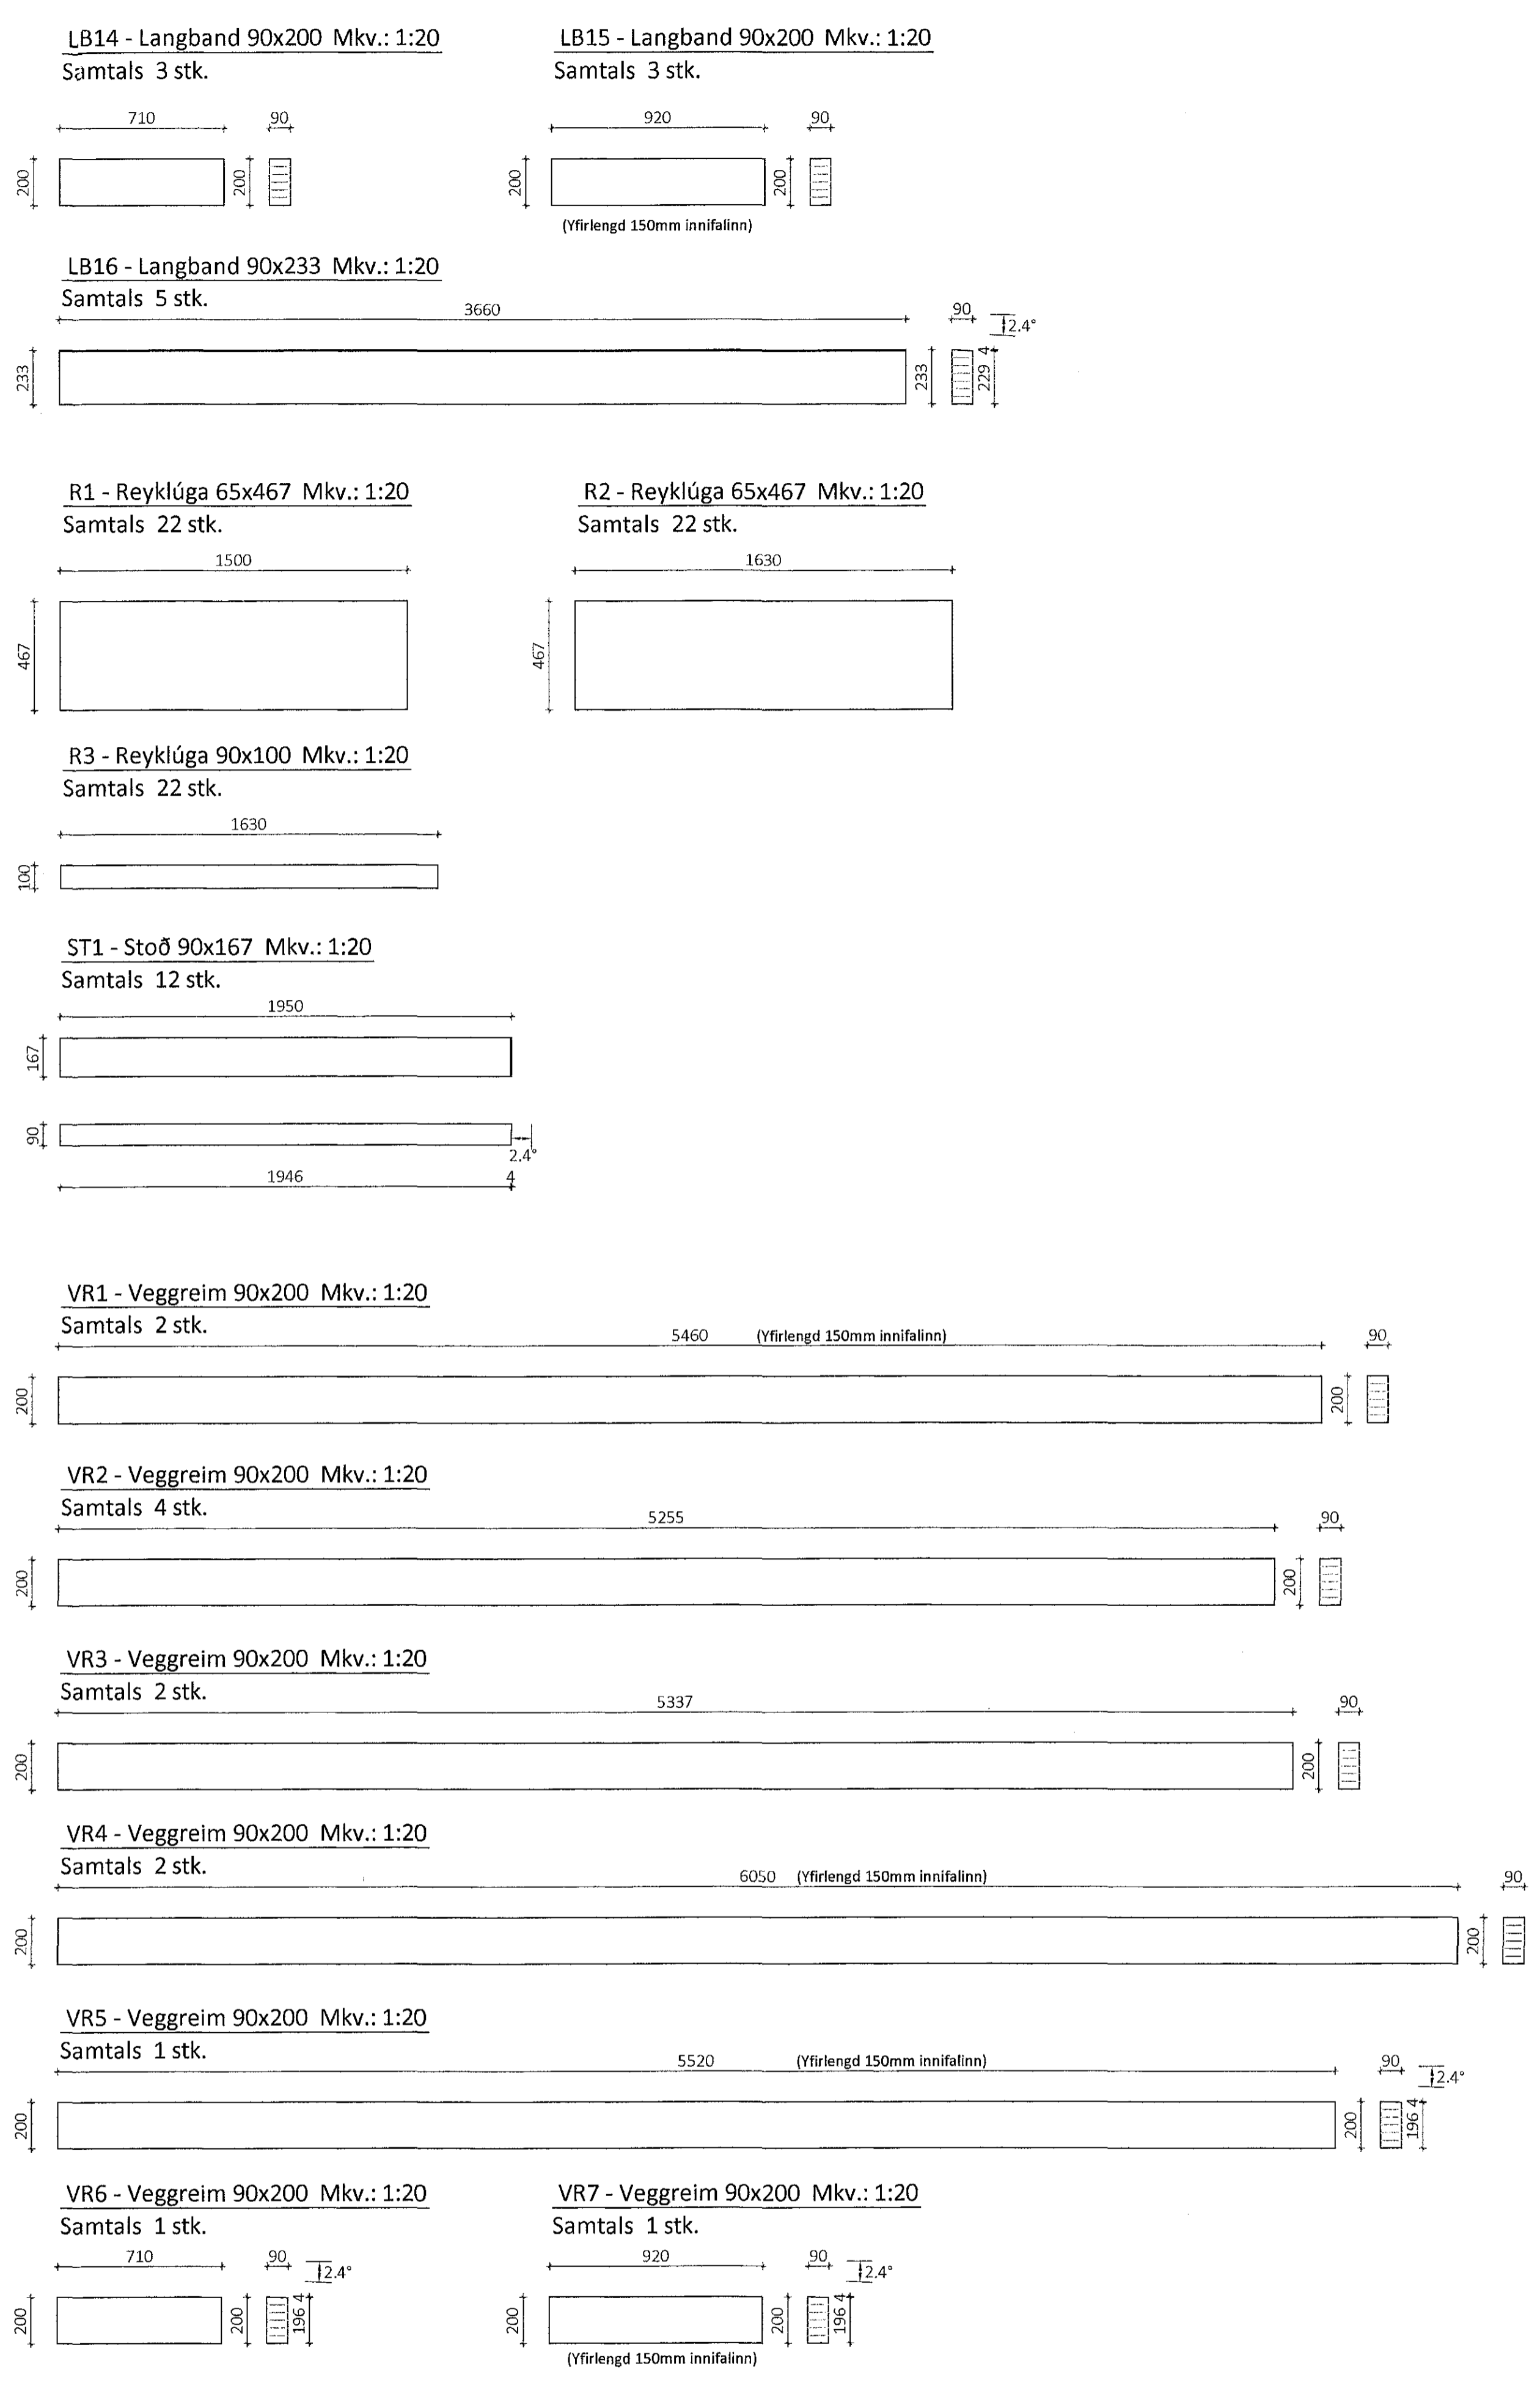 LB14 - Langband 90x200 Mkv.: 1:20
Samtals 3 stk.
710
90
200
200
LB15 - Langband 90x200 Mkv.: 1:20
Samtals 3 stk.
920
90
200
200
(Yfirlengd 150mm innifalinn)
LB16 - Langband 90x233 Mkv.: 1:20
Samtals 5 stk.
3660
90
2.4°
233
233
229 4
R1 - Reyklúga 65x467 Mkv.: 1:20
Samtals 22 stk.
1500
467
R2 - Reyklúga 65x467 Mkv.: 1:20
Samtals 22 stk.
1630
467
R3 - Reyklúga 90x100 Mkv.: 1:20
Samtals 22 stk.
1630
100
ST1 - Stoð 90x167 Mkv.: 1:20
Samtals 12 stk.
1950
167
90
2.4°
1946
4
VR1 - Veggreim 90x200 Mkv.: 1:20
Samtals 2 stk.
5460 (Yfirlengd 150mm innifalinn)
90
200
200
VR2 - Veggreim 90x200 Mkv.: 1:20
Samtals 4 stk.
5255
90
200
200
VR3 - Veggreim 90x200 Mkv.: 1:20
Samtals 2 stk.
5337
90
200
200
VR4 - Veggreim 90x200 Mkv.: 1:20
Samtals 2 stk.
6050 (Yfirlengd 150mm innifalinn)
90
200
200
VR5 - Veggreim 90x200 Mkv.: 1:20
Samtals 1 stk.
5520 (Yfirlengd 150mm innifalinn)
90
2.4°
200
200
196 4
VR6 - Veggreim 90x200 Mkv.: 1:20
Samtals 1 stk.
710
90
2.4°
200
200
196 4
VR7 - Veggreim 90x200 Mkv.: 1:20
Samtals 1 stk.
920
90
2.4°
200
200
196 4
(Yfirlengd 150mm innifalinn)